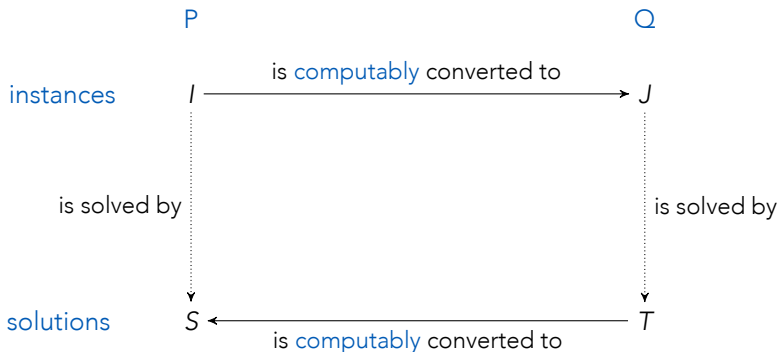 P Q
is computably converted to
instances I J
is solved by is solved by
solutions S T
is computably converted to